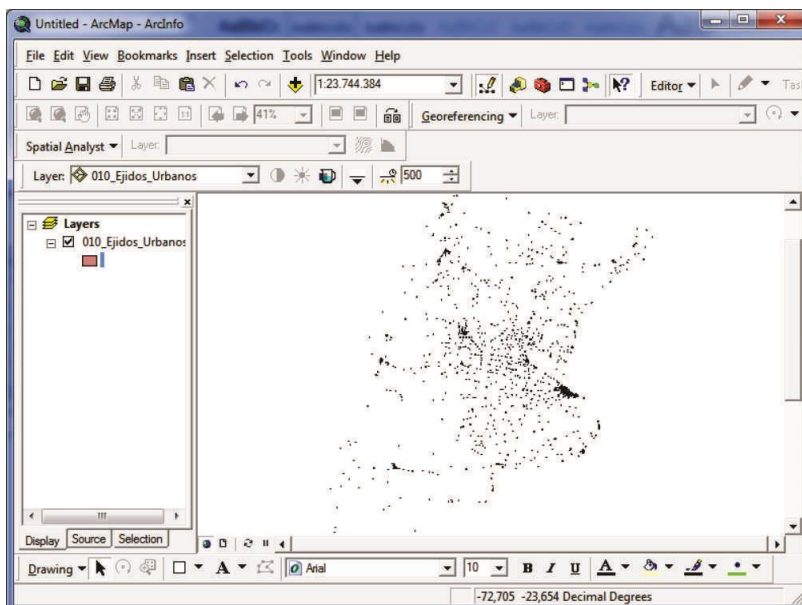 Untitled - ArcMap - ArcInfo
File Edit View Bookmarks Insert Selection Tools Window Help
1:23.744.384 Editor Tas
41% Georeferencing Layer:
Spatial Analyst Layer:
Layer: 010_Ejidos_Urbanos 500
Layers
010_Ejidos_Urbanos
Display Source Selection
Drawing A Arial 10 B I U A
-72,705 -23,654 Decimal Degrees